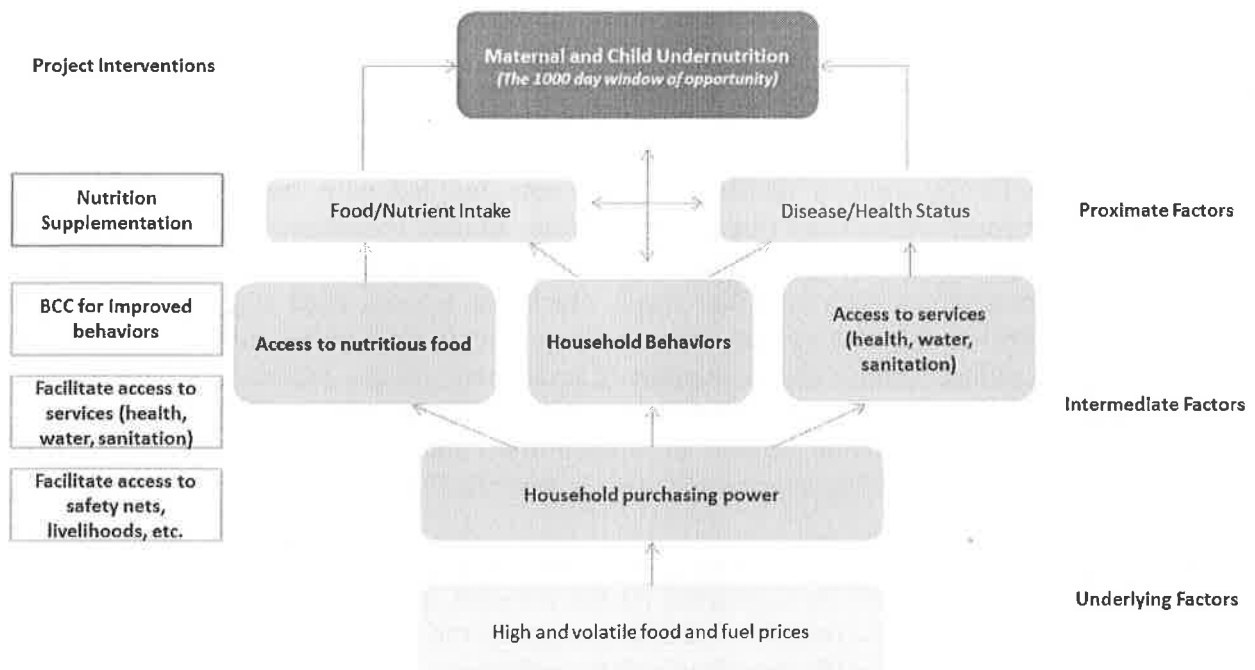 Project Interventions
Maternal and Child Undernutrition
(The 1000 day window of opportunity)
Nutrition
Supplementation
Food/Nutrient Intake
Disease/Health Status
Proximate Factors
BCC for improved
behaviors
Access to nutritious food
Household Behaviors
Access to services
(health, water,
sanitation)
Facilitate access to
services (health,
water, sanitation)
Intermediate Factors
Facilitate access to
safety nets,
livelihoods, etc.
Household purchasing power
Underlying Factors
High and volatile food and fuel prices